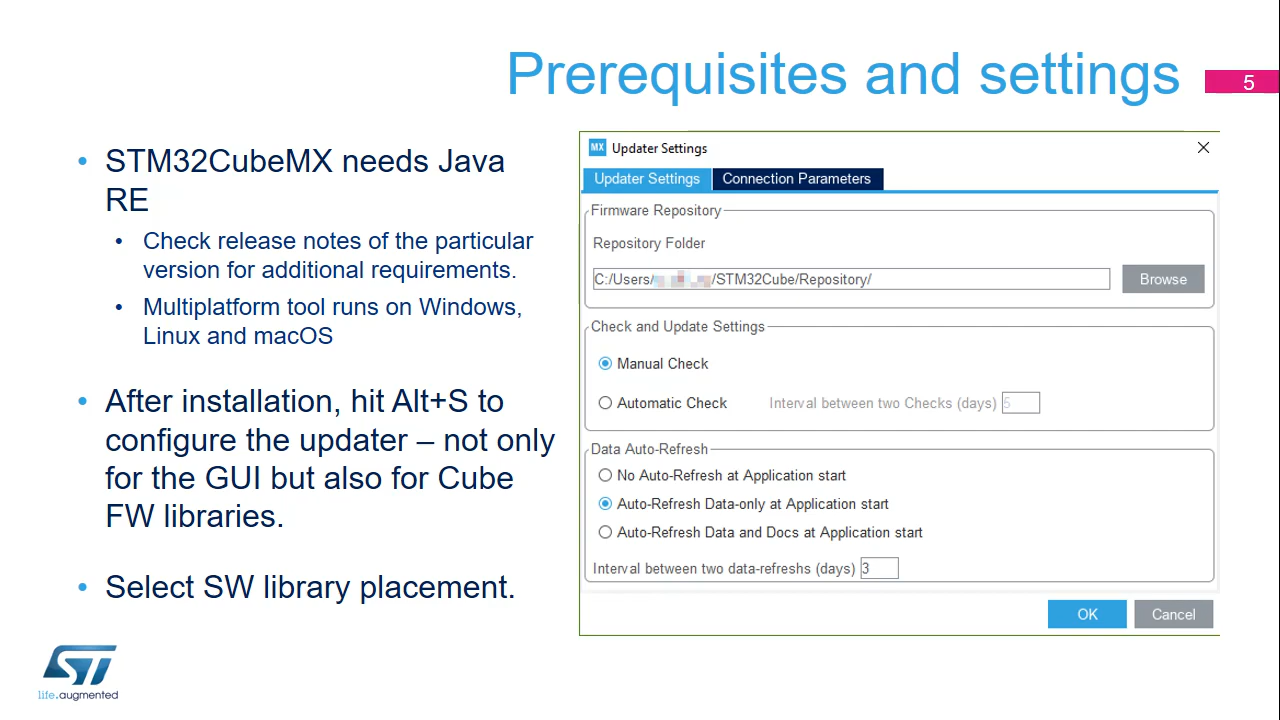 Prerequisites and settings
5
• STM32CubeMX needs Java
RE
• Check release notes of the particular
version for additional requirements.
• Multiplatform tool runs on Windows,
Linux and macOS
• After installation, hit Alt+S to
configure the updater – not only
for the GUI but also for Cube
FW libraries.
• Select SW library placement.
MX Updater Settings
Updater Settings Connection Parameters
Firmware Repository
Repository Folder
C:/Users/ /STM32Cube/Repository/ Browse
Check and Update Settings
Manual Check
Automatic Check Interval between two Checks (days) 5
Data Auto-Refresh
No Auto-Refresh at Application start
Auto-Refresh Data-only at Application start
Auto-Refresh Data and Docs at Application start
Interval between two data-refreshs (days) 3
OK Cancel
ST
life.augmented